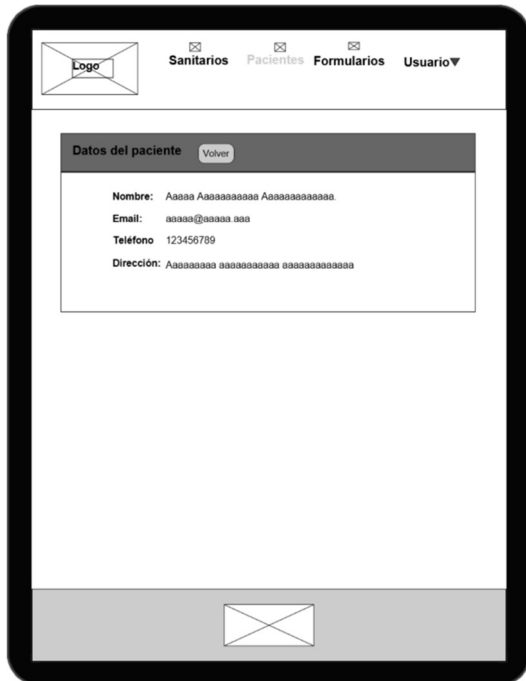 Logo
Sanitarios Pacientes Formularios Usuario
Datos del paciente Volver
Nombre: Aaaaa Aaaaaaaaaaa Aaaaaaaaaaaaa.
Email: aaaaa@aaaaa.aaa
Teléfono 123456789
Dirección: Aaaaaaaaa aaaaaaaaaaa aaaaaaaaaaaaa